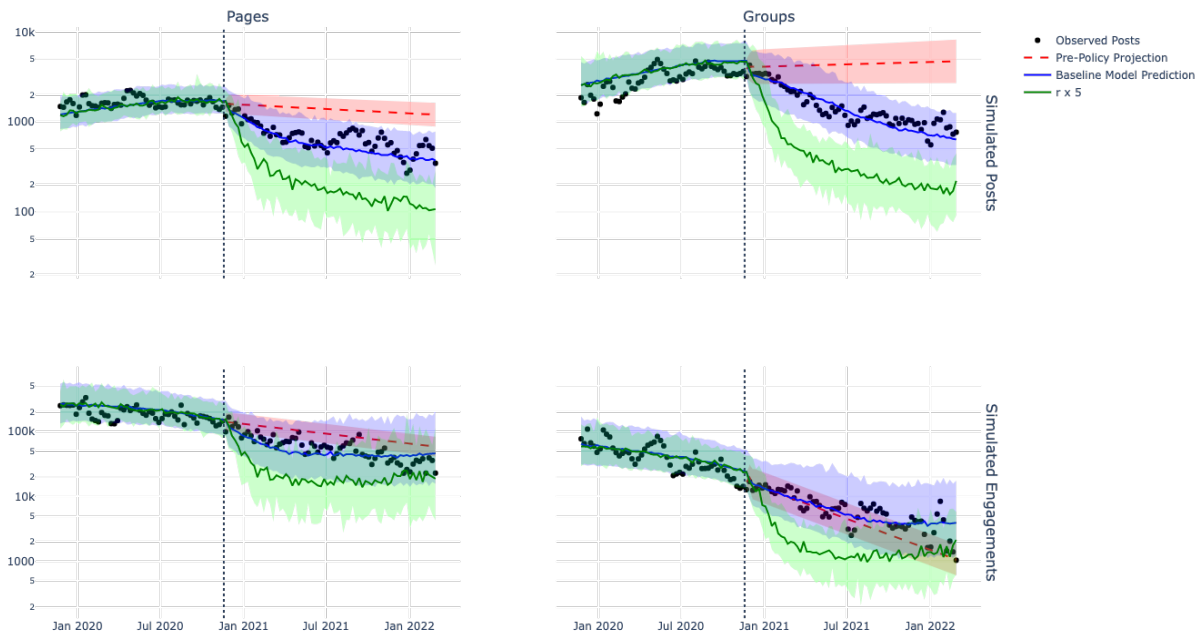 Pages
Groups
10k
5
2
1000
5
2
100
5
2
Simulated Posts
Observed Posts
Pre-Policy Projection
Baseline Model Prediction
r x 5
5
2
100k
5
2
10k
5
2
1000
5
2
Simulated Engagements
Jan 2020 Jul 2020 Jan 2021 Jul 2021 Jan 2022
Jan 2020 Jul 2020 Jan 2021 Jul 2021 Jan 2022